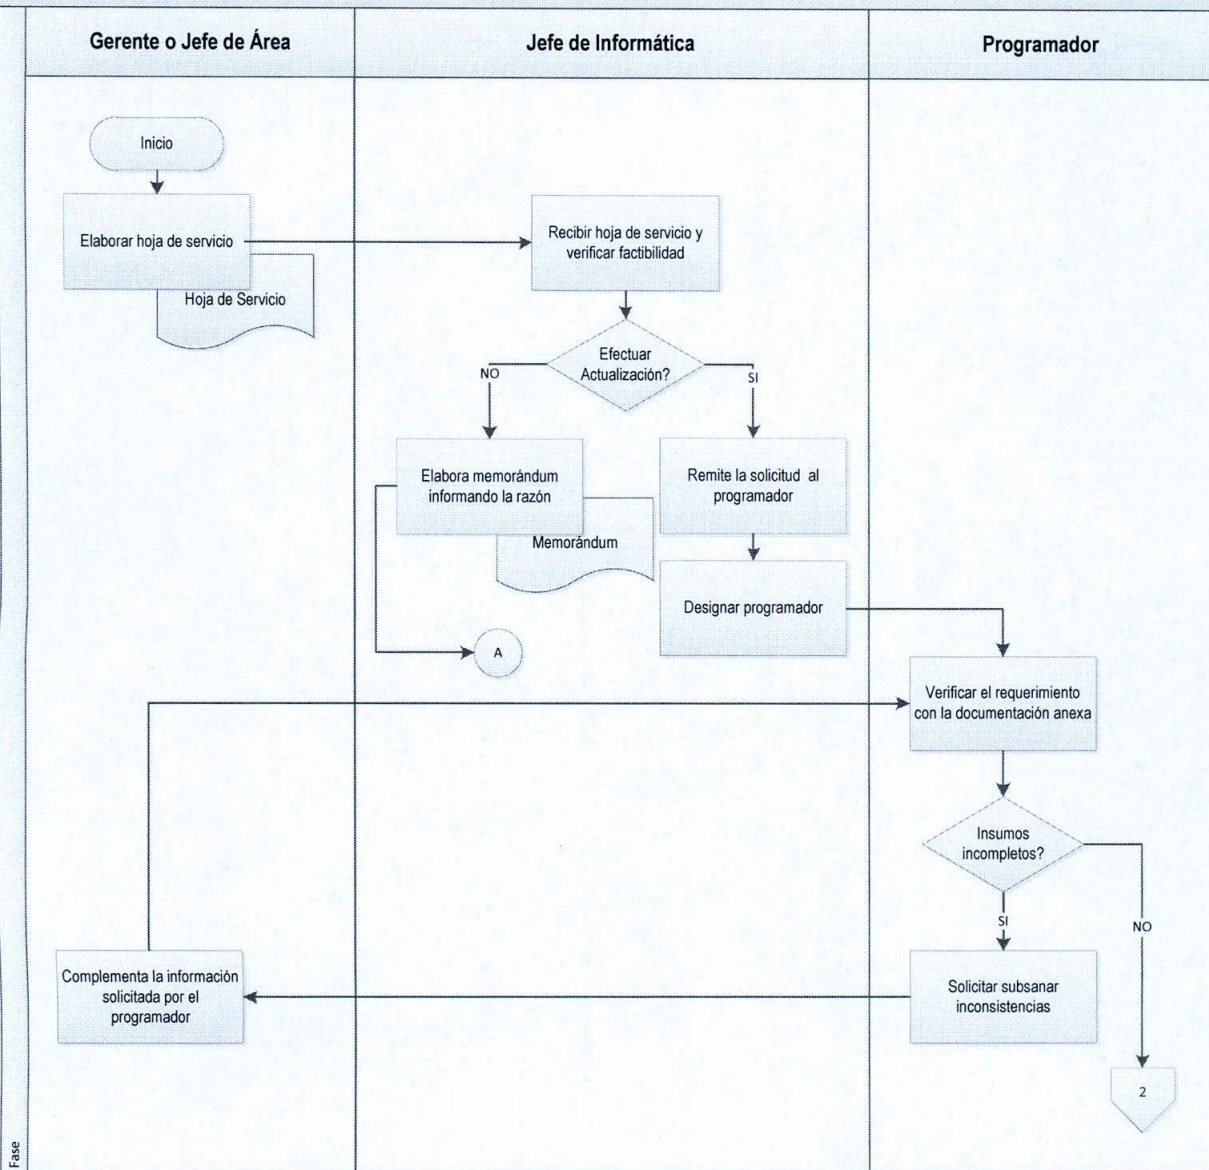 Gerente o Jefe de Área
Jefe de Informática
Programador
Inicio
Elaborar hoja de servicio
Hoja de Servicio
Recibir hoja de servicio y
verificar factibilidad
Efectuar
Actualización?
NO
SI
Elabora memorándum
informando la razón
Memorándum
Remite la solicitud al
programador
Designar programador
A
Verificar el requerimiento
con la documentación anexa
Insumos
incompletos?
SI
NO
Solicitar subsanar
inconsistencias
Complementa la información
solicitada por el
programador
2
Fase